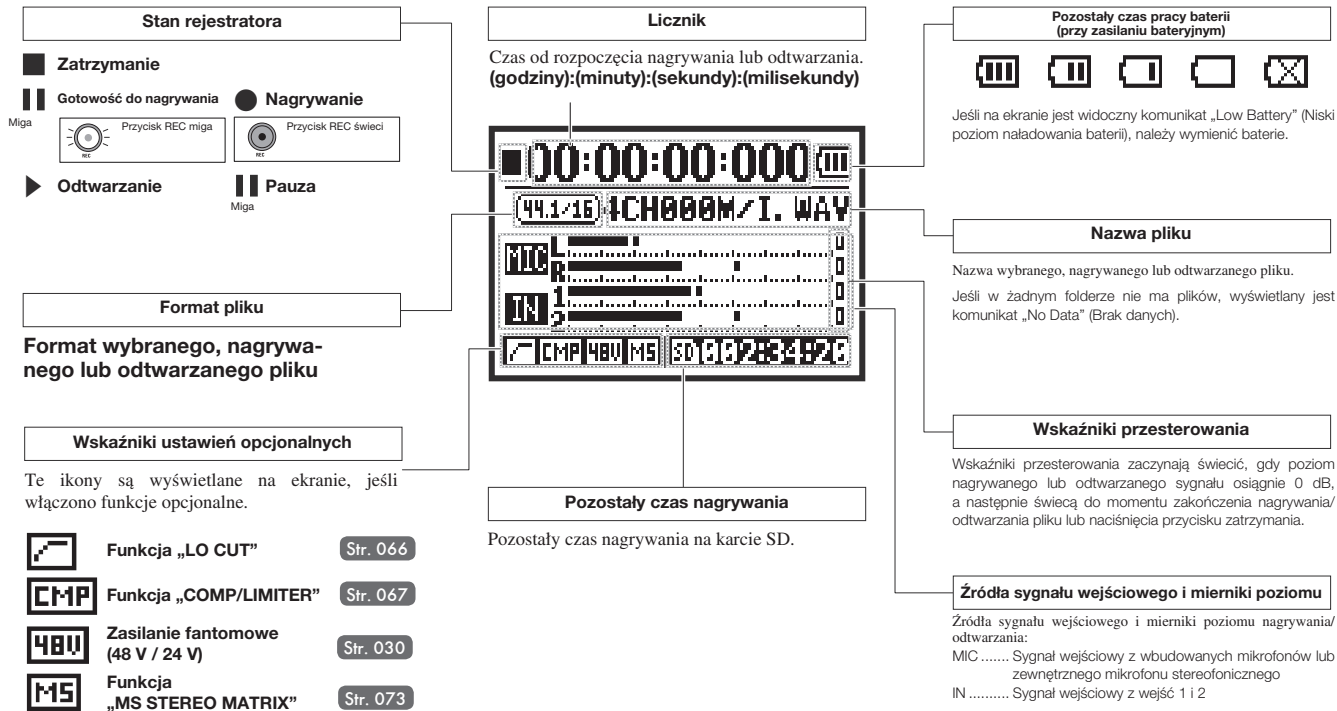 Stan rejestratora
Zatrzymanie
Gotowość do nagrywania
Nagrywanie
Miga
Przycisk REC miga
REC
Przycisk REC świeci
REC
Odtwarzanie
Pauza
Miga
Format pliku
Format wybranego, nagrywa-
nego lub odtwarzanego pliku
Wskaźniki ustawień opcjonalnych
Te ikony są wyświetlane na ekranie, jeśli
włączono funkcje opcjonalne.
Funkcja „LO CUT” Str. 066
CMP Funkcja „COMP/LIMITER” Str. 067
48V Zasilanie fantomowe
(48 V / 24 V) Str. 030
MS Funkcja
„MS STEREO MATRIX” Str. 073
Licznik
Czas od rozpoczęcia nagrywania lub odtwarzania.
(godziny):(minuty):(sekundy):(milisekundy)
00:00:00:000
44.1/16 4CH000M/I.WAV
MIC L
R
IN 1
2
CMP 48V MS SD
Pozostały czas nagrywania
Pozostały czas nagrywania na karcie SD.
Pozostały czas pracy baterii
(przy zasilaniu bateryjnym)
Jeśli na ekranie jest widoczny komunikat „Low Battery” (Niski
poziom naładowania baterii), należy wymienić baterie.
Nazwa pliku
Nazwa wybranego, nagrywanego lub odtwarzanego pliku.
Jeśli w żadnym folderze nie ma plików, wyświetlany jest
komunikat „No Data” (Brak danych).
Wskaźniki przesterowania
Wskaźniki przesterowania zaczynają świecić, gdy poziom
nagrywanego lub odtwarzanego sygnału osiągnie 0 dB,
a następnie świecą do momentu zakończenia nagrywania/
odtwarzania pliku lub naciśnięcia przycisku zatrzymania.
Źródła sygnału wejściowego i mierniki poziomu
Źródła sygnału wejściowego i mierniki poziomu nagrywania/
odtwarzania:
MIC ....... Sygnał wejściowy z wbudowanych mikrofonów lub
zewnętrznego mikrofonu stereofonicznego
IN .......... Sygnał wejściowy z wejść 1 i 2